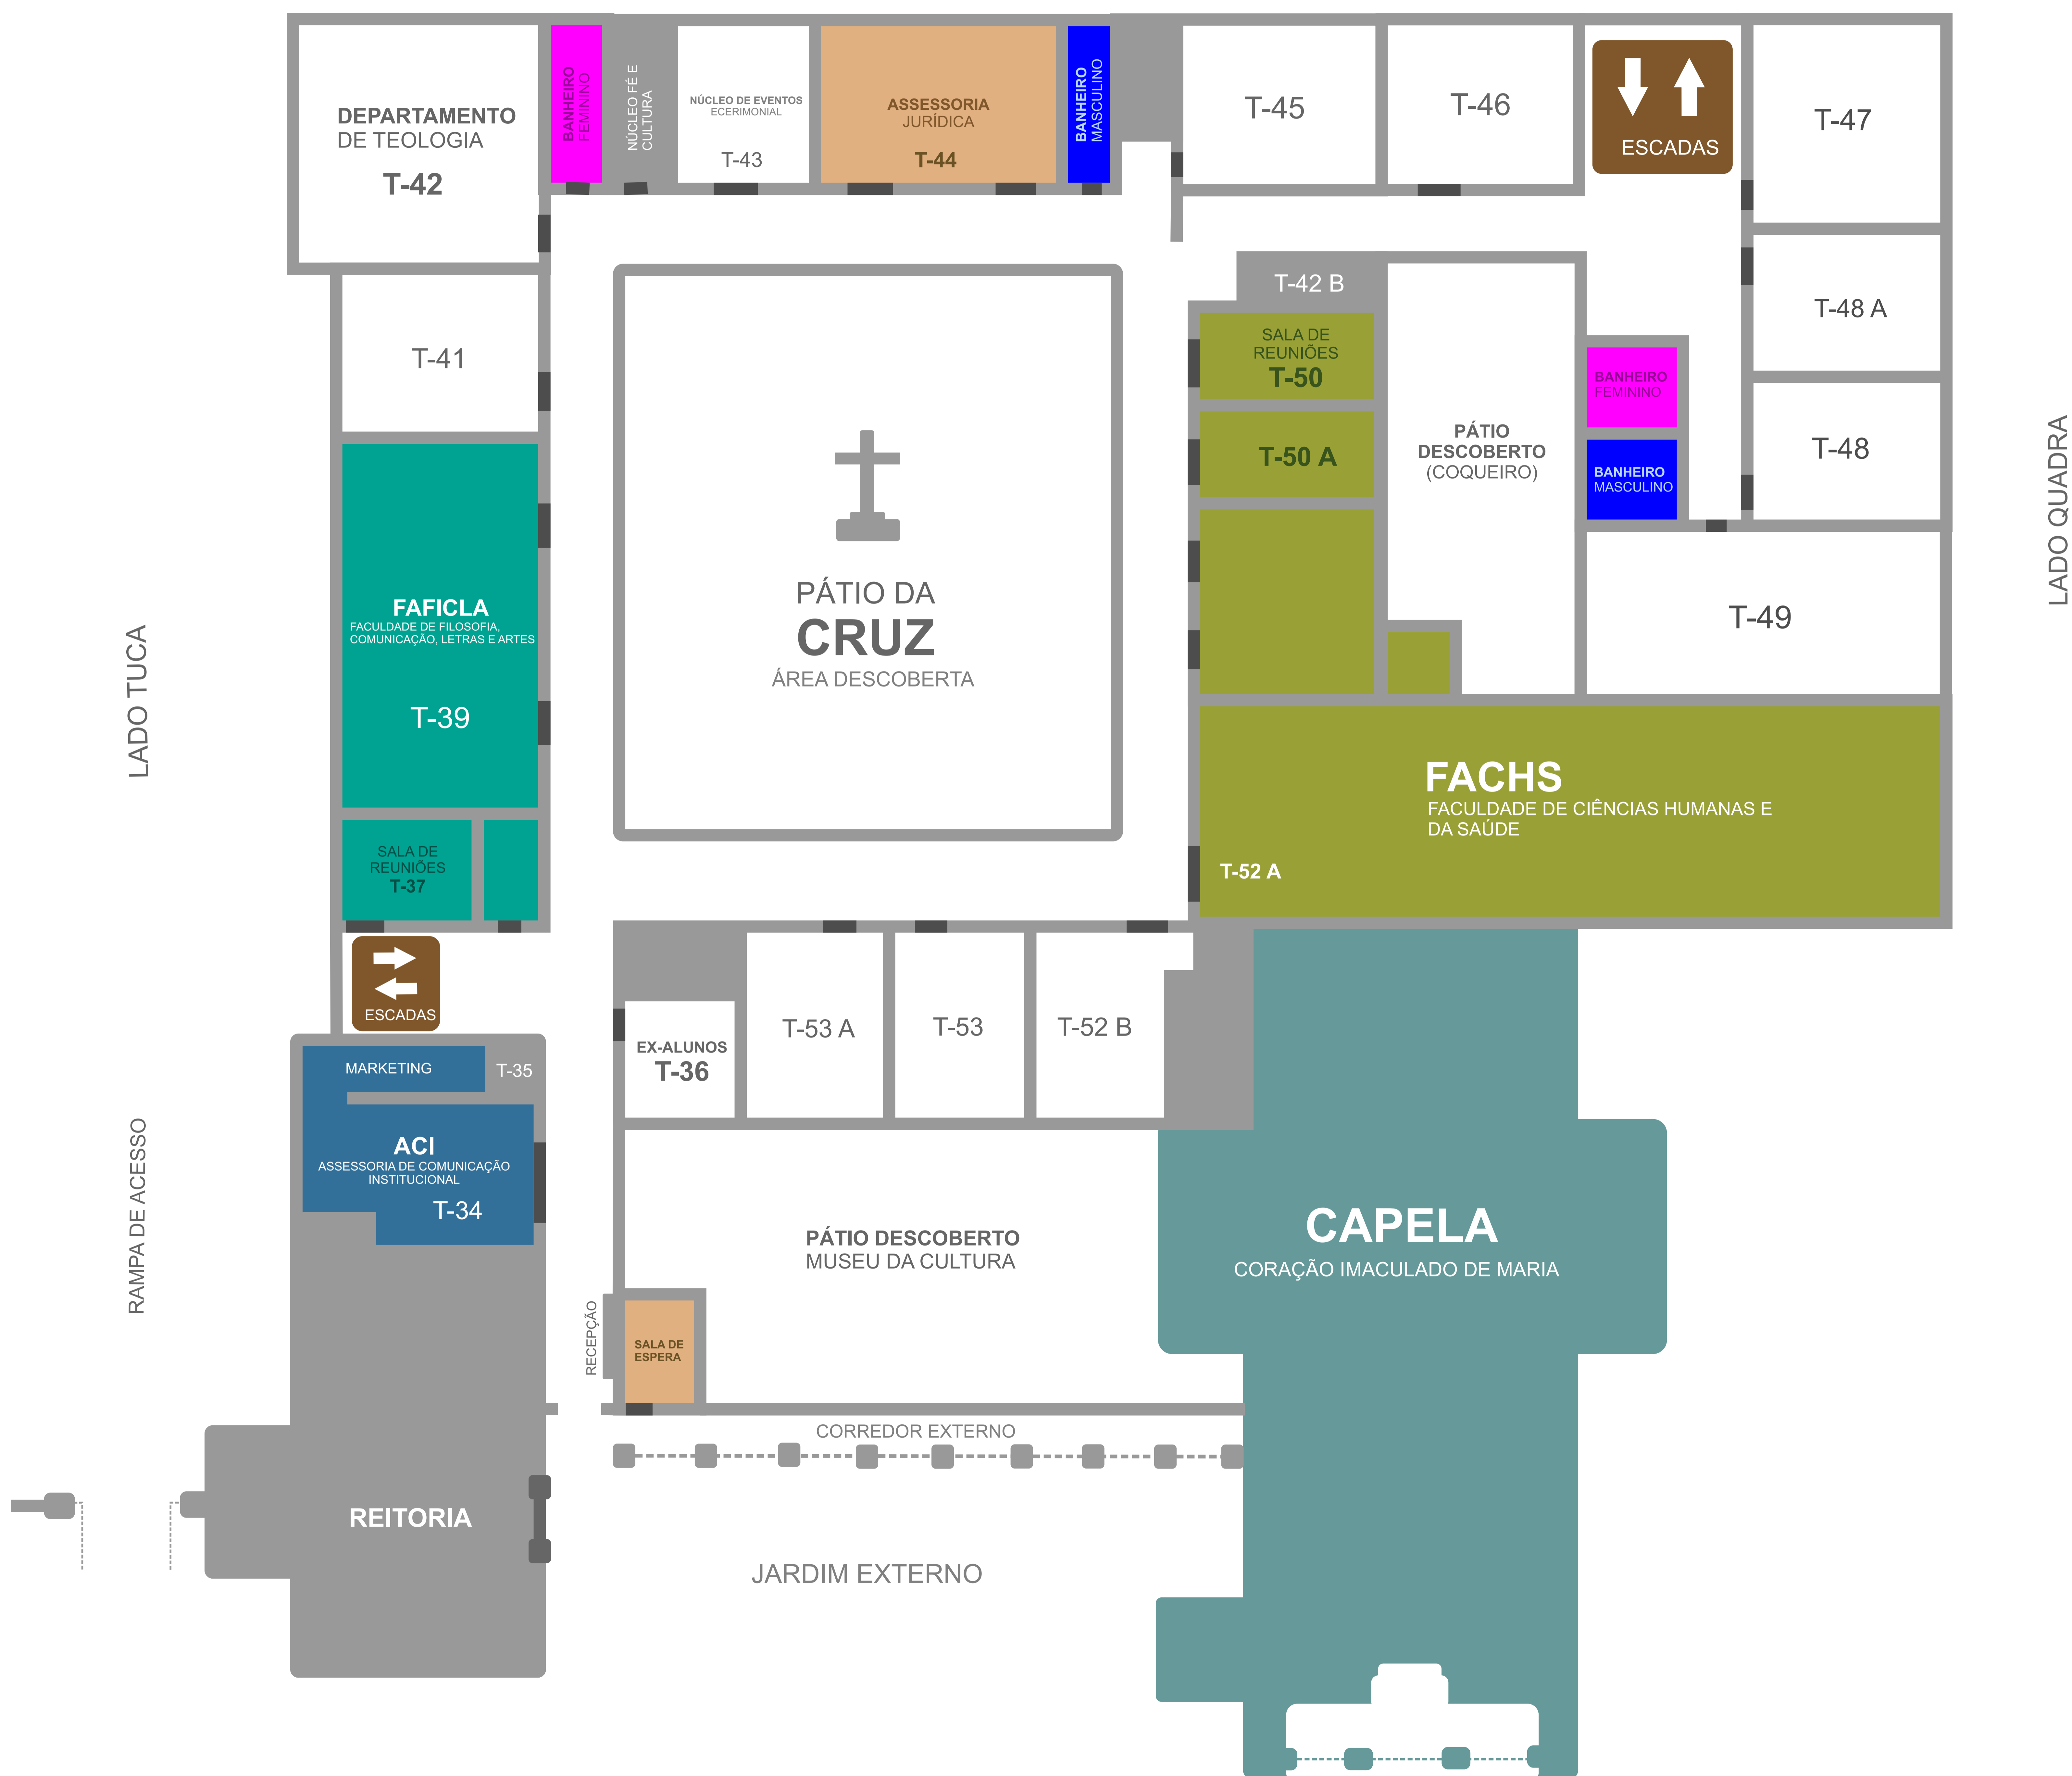 DEPARTAMENTO
DE TEOLOGIA
T-42
BANHEIRO
FEMININO
NÚCLEO FÉ E
CULTURA
NÚCLEO DE EVENTOS
ECERIMONIAL
T-43
ASSESSORIA
JURÍDICA
T-44
BANHEIRO
MASCULINO
T-45
T-46
ESCADAS
T-47
T-41
T-42 B
T-48 A
SALA DE
REUNIÕES
T-50
T-50 A
PÁTIO
DESCOBERTO
(COQUEIRO)
BANHEIRO
FEMININO
BANHEIRO
MASCULINO
T-48
LADO QUADRA
LADO TUCA
FAFICLA
FACULDADE DE FILOSOFIA,
COMUNICAÇÃO, LETRAS E ARTES
T-39
PÁTIO DA
CRUZ
ÁREA DESCOBERTA
T-49
FACHS
FACULDADE DE CIÊNCIAS HUMANAS E
DA SAÚDE
T-52 A
SALA DE
REUNIÕES
T-37
ESCADAS
EX-ALUNOS
T-36
T-53 A
T-53
T-52 B
MARKETING
T-35
ACI
ASSESSORIA DE COMUNICAÇÃO
INSTITUCIONAL
T-34
RAMPA DE ACESSO
PÁTIO DESCOBERTO
MUSEU DA CULTURA
CAPELA
CORAÇÃO IMACULADO DE MARIA
RECEPÇÃO
SALA DE
ESPERA
CORREDOR EXTERNO
REITORIA
JARDIM EXTERNO